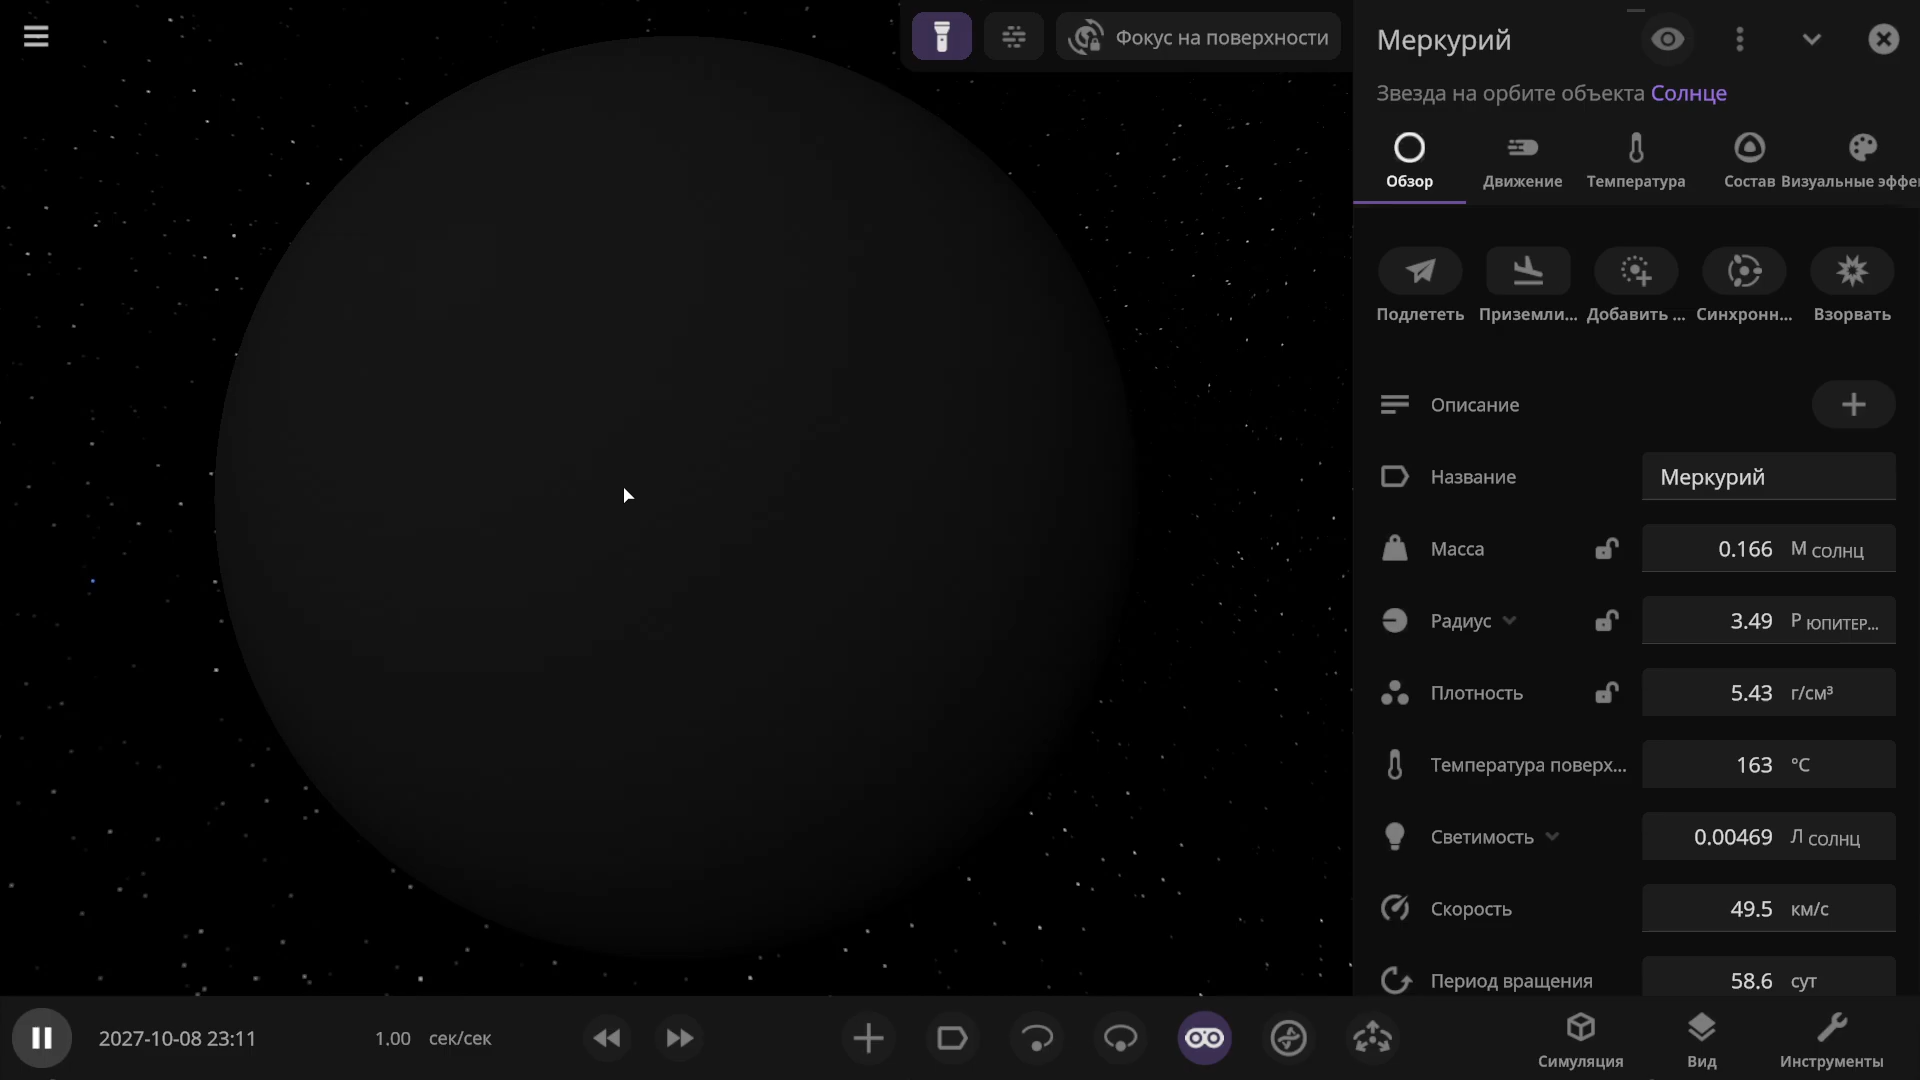 Фокус на поверхности
Меркурий
Звезда на орбите объекта Солнце
Обзор
Движение
Температура
Состав
Визуальные эффе
Подлететь
Приземли...
Добавить ...
Синхронн...
Взорвать
Описание
Название
Меркурий
Масса
0.166 М СОЛНЦ
Радиус
3.49 Р ЮПИТЕР...
Плотность
5.43 г/см³
Температура поверх...
163 °C
Светимость
0.00469 Л СОЛНЦ
Скорость
49.5 км/с
Период вращения
58.6 сут
2027-10-08 23:11
1.00 сек/сек
Симуляция
Вид
Инструменты